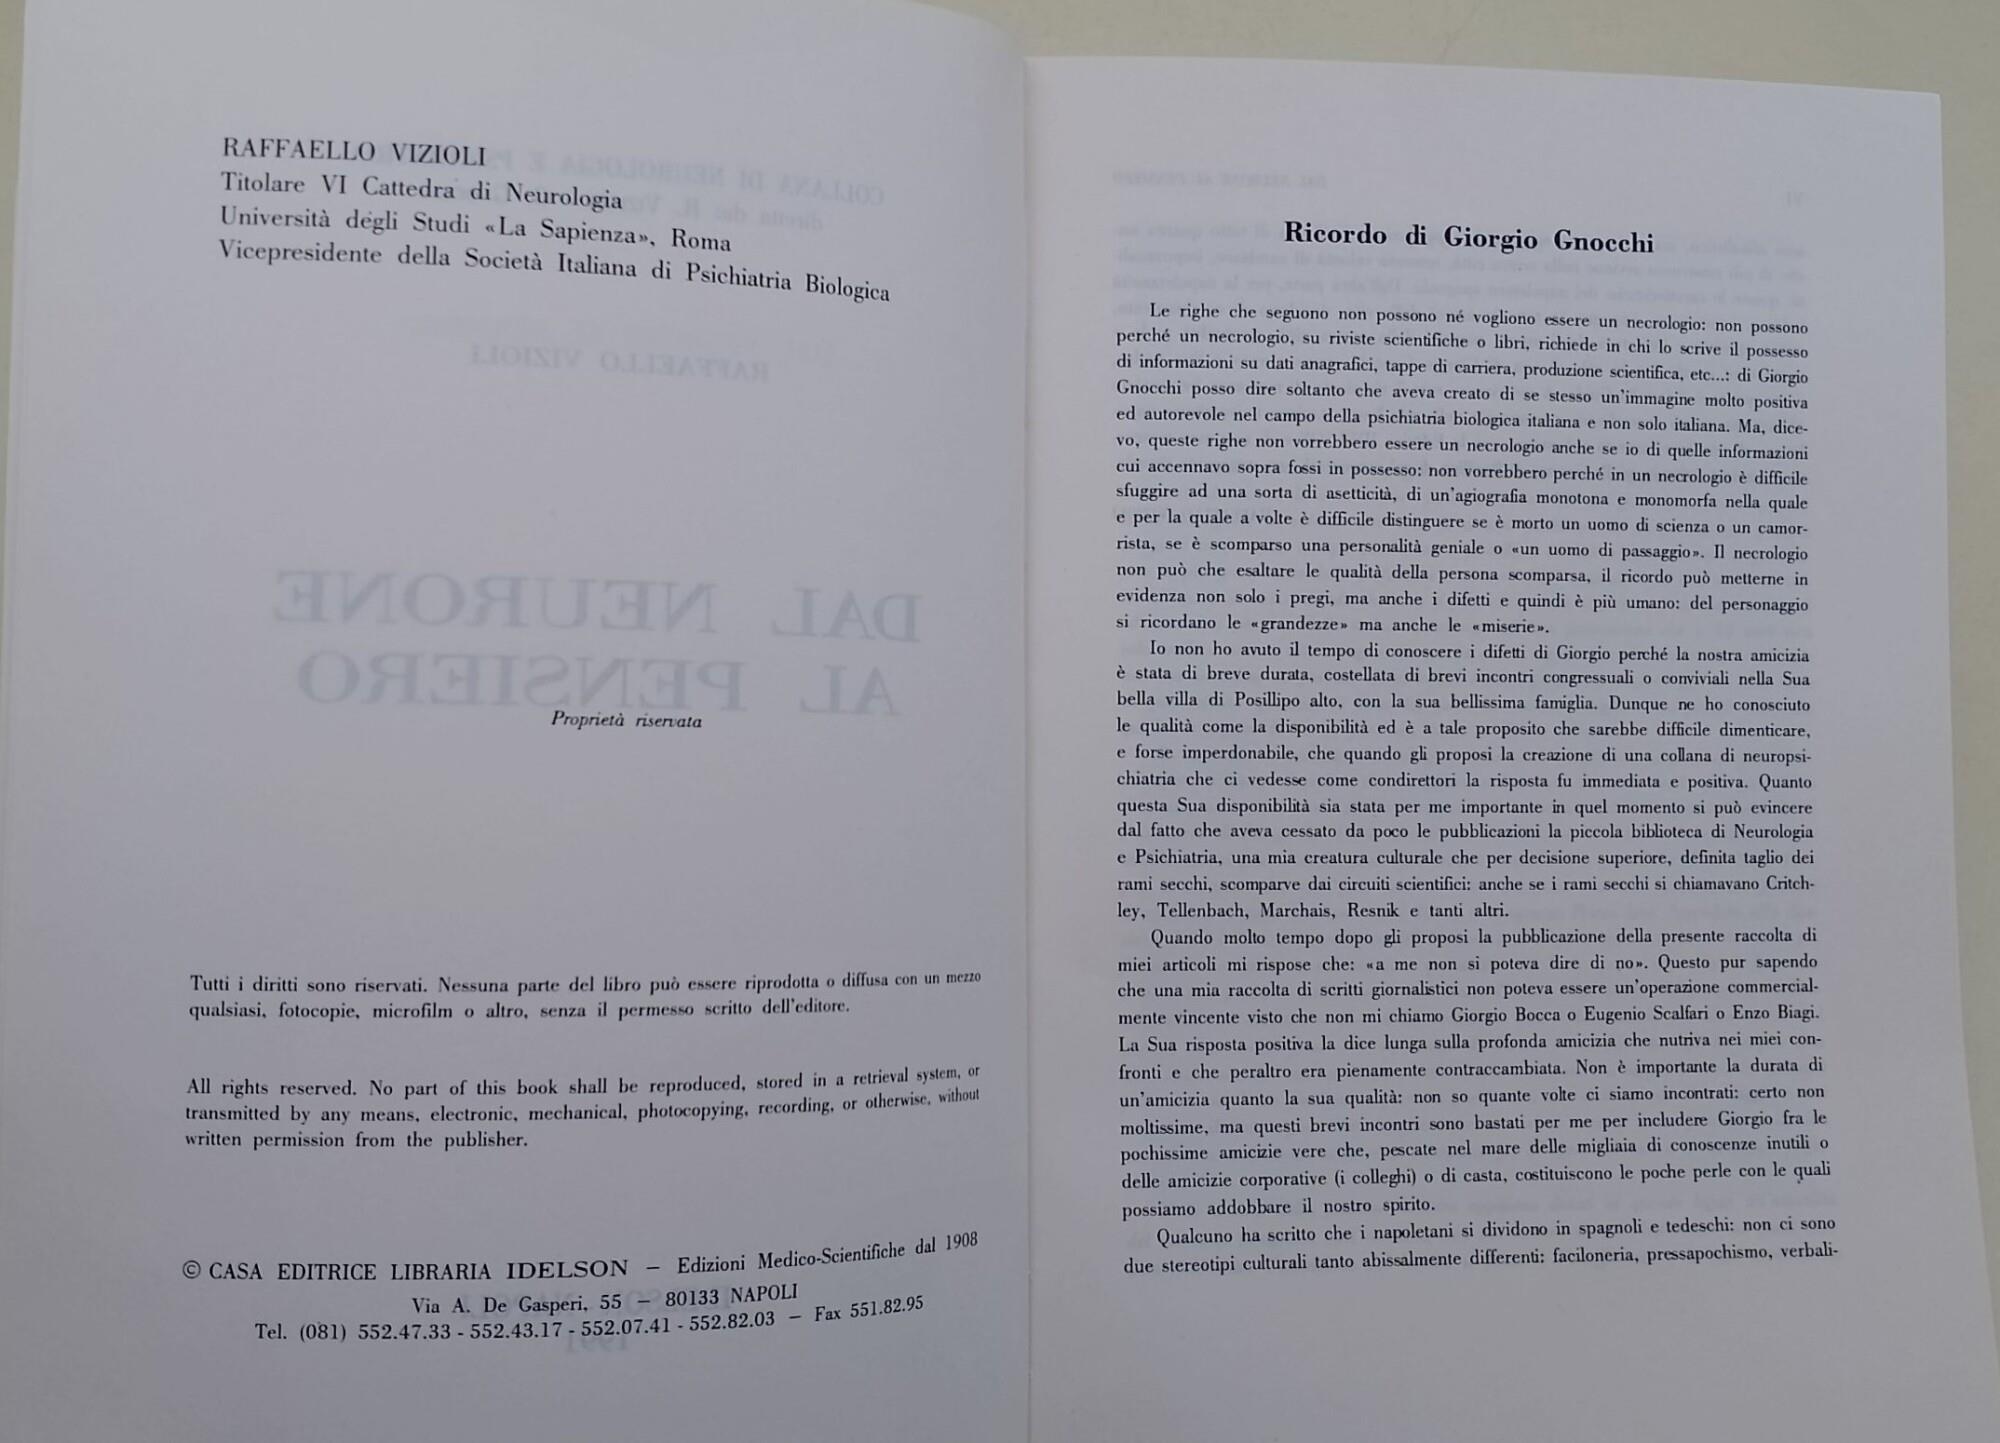 RAFFAELLO VIZIOLI
Titolare VI Cattedra di Neurologia
Università degli Studi «La Sapienza», Roma
Vicepresidente della Società Italiana di Psichiatria Biologica
RAFFAELLO VIZIOLI
DAL NEURONE
AL PENSIERO
Proprietà riservata
Tutti i diritti sono riservati. Nessuna parte del libro può essere riprodotta o diffusa con un mezzo
qualsiasi, fotocopie, microfilm o altro, senza il permesso scritto dell'editore.
All rights reserved. No part of this book shall be reproduced, stored in a retrieval system, or
transmitted by any means, electronic, mechanical, photocopying, recording, or otherwise, without
written permission from the publisher.
© CASA EDITRICE LIBRARIA IDELSON – Edizioni Medico-Scientifiche dal 1908
Via A. De Gasperi, 55 – 80133 NAPOLI
Tel. (081) 552.47.33 - 552.43.17 - 552.07.41 - 552.82.03 – Fax 551.82.95
1991
Ricordo di Giorgio Gnocchi
Le righe che seguono non possono né vogliono essere un necrologio: non possono
perché un necrologio, su riviste scientifiche o libri, richiede in chi lo scrive il possesso
di informazioni su dati anagrafici, tappe di carriera, produzione scientifica, etc...: di Giorgio
Gnocchi posso dire soltanto che aveva creato di se stesso un'immagine molto positiva
ed autorevole nel campo della psichiatria biologica italiana e non solo italiana. Ma, dice-
vo, queste righe non vorrebbero essere un necrologio anche se io di quelle informazioni
cui accennavo sopra fossi in possesso: non vorrebbero perché in un necrologio è difficile
sfuggire ad una sorta di asetticità, di un'agiografia monotona e monomorfa nella quale
e per la quale a volte è difficile distinguere se è morto un uomo di scienza o un camor-
rista, se è scomparso una personalità geniale o «un uomo di passaggio». Il necrologio
non può che esaltare le qualità della persona scomparsa, il ricordo può metterne in
evidenza non solo i pregi, ma anche i difetti e quindi è più umano: del personaggio
si ricordano le «grandezze» ma anche le «miserie».
Io non ho avuto il tempo di conoscere i difetti di Giorgio perché la nostra amicizia
è stata di breve durata, costellata di brevi incontri congressuali o conviviali nella Sua
bella villa di Posillipo alto, con la sua bellissima famiglia. Dunque ne ho conosciuto
le qualità come la disponibilità ed è a tale proposito che sarebbe difficile dimenticare,
e forse imperdonabile, che quando gli proposi la creazione di una collana di neuropsi-
chiatria che ci vedesse come condirettori la risposta fu immediata e positiva. Quanto
questa Sua disponibilità sia stata per me importante in quel momento si può evincere
dal fatto che aveva cessato da poco le pubblicazioni la piccola biblioteca di Neurologia
e Psichiatria, una mia creatura culturale che per decisione superiore, definita taglio dei
rami secchi, scomparve dai circuiti scientifici: anche se i rami secchi si chiamavano Critch-
ley, Tellenbach, Marchais, Resnik e tanti altri.
Quando molto tempo dopo gli proposi la pubblicazione della presente raccolta di
miei articoli mi rispose che: «a me non si poteva dire di no». Questo pur sapendo
che una mia raccolta di scritti giornalistici non poteva essere un'operazione commercial-
mente vincente visto che non mi chiamo Giorgio Bocca o Eugenio Scalfari o Enzo Biagi.
La Sua risposta positiva la dice lunga sulla profonda amicizia che nutriva nei miei con-
fronti e che peraltro era pienamente contraccambiata. Non è importante la durata di
un'amicizia quanto la sua qualità: non so quante volte ci siamo incontrati: certo non
moltissime, ma questi brevi incontri sono bastati per me per includere Giorgio fra le
pochissime amicizie vere che, pescate nel mare delle migliaia di conoscenze inutili o
delle amicizie corporative (i colleghi) o di casta, costituiscono le poche perle con le quali
possiamo addobbare il nostro spirito.
Qualcuno ha scritto che i napoletani si dividono in spagnoli e tedeschi: non ci sono
due stereotipi culturali tanto abissalmente differenti: faciloneria, pressapochismo, verbali-